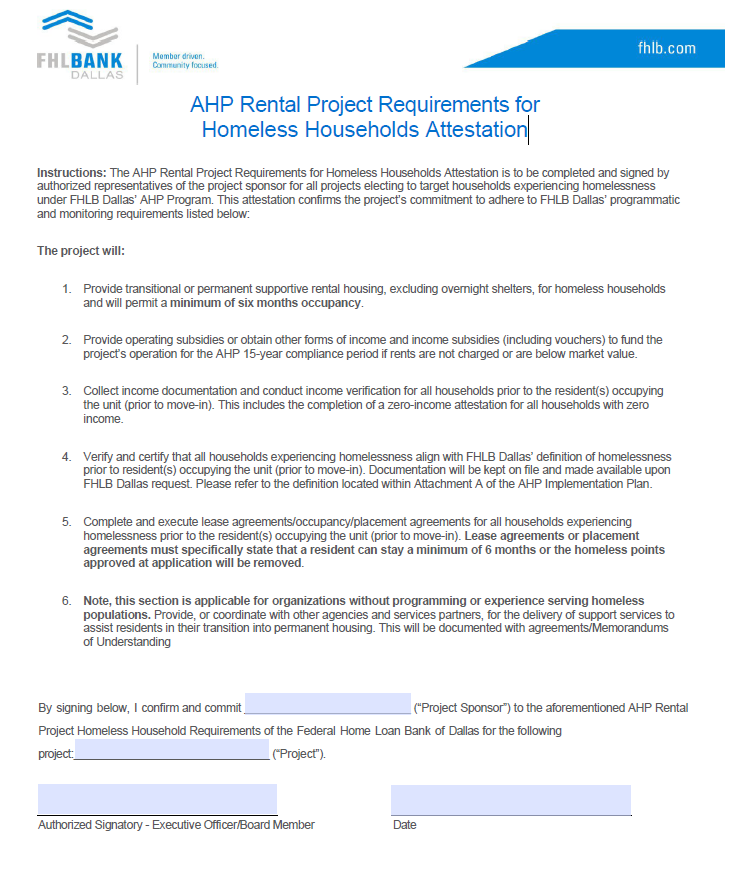 FHLBANK
DALLAS
Member driven.
Community focused.
fhlb.com
AHP Rental Project Requirements for
Homeless Households Attestation
Instructions: The AHP Rental Project Requirements for Homeless Households Attestation is to be completed and signed by
authorized representatives of the project sponsor for all projects electing to target households experiencing homelessness
under FHLB Dallas' AHP Program. This attestation confirms the project's commitment to adhere to FHLB Dallas' programmatic
and monitoring requirements listed below:
The project will:
1. Provide transitional or permanent supportive rental housing, excluding overnight shelters, for homeless households
and will permit a minimum of six months occupancy.
2. Provide operating subsidies or obtain other forms of income and income subsidies (including vouchers) to fund the
project's operation for the AHP 15-year compliance period if rents are not charged or are below market value.
3. Collect income documentation and conduct income verification for all households prior to the resident(s) occupying
the unit (prior to move-in). This includes the completion of a zero-income attestation for all households with zero
income.
4. Verify and certify that all households experiencing homelessness align with FHLB Dallas' definition of homelessness
prior to resident(s) occupying the unit (prior to move-in). Documentation will be kept on file and made available upon
FHLB Dallas request. Please refer to the definition located within Attachment A of the AHP Implementation Plan.
5. Complete and execute lease agreements/occupancy/placement agreements for all households experiencing
homelessness prior to the resident(s) occupying the unit (prior to move-in). Lease agreements or placement
agreements must specifically state that a resident can stay a minimum of 6 months or the homeless points
approved at application will be removed.
6. Note, this section is applicable for organizations without programming or experience serving homeless
populations. Provide, or coordinate with other agencies and services partners, for the delivery of support services to
assist residents in their transition into permanent housing. This will be documented with agreements/Memorandums
of Understanding
By signing below, I confirm and commit ("Project Sponsor") to the aforementioned AHP Rental
Project Homeless Household Requirements of the Federal Home Loan Bank of Dallas for the following
project: ("Project").
Authorized Signatory - Executive Officer/Board Member
Date